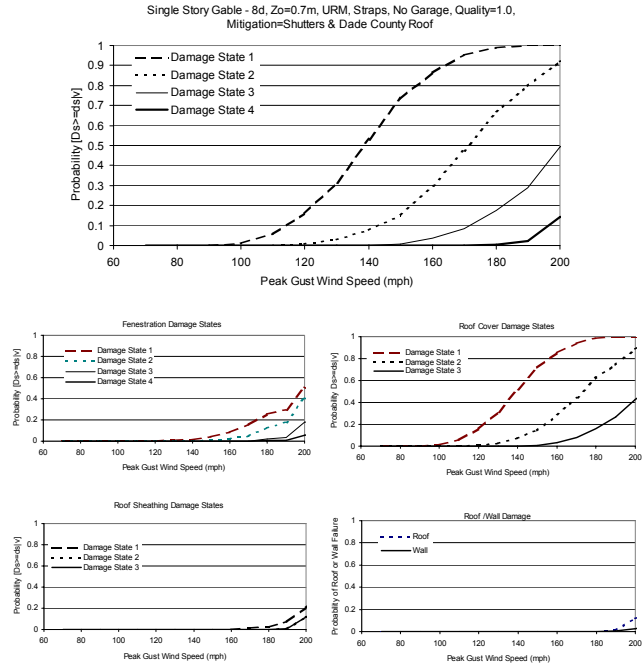 Single Story Gable - 8d, Zo=0.7m, URM, Straps, No Garage, Quality=1.0,
Mitigation=Shutters & Dade County Roof
Probability [Ds>=ds|v]
1
0.9
0.8
0.7
0.6
0.5
0.4
0.3
0.2
0.1
0
Damage State 1
Damage State 2
Damage State 3
Damage State 4
60 80 100 120 140 160 180 200
Peak Gust Wind Speed (mph)
Fenestration Damage States
Probability [Ds>=ds|v]
1
0.8
0.6
0.4
0.2
0
Damage State 1
Damage State 2
Damage State 3
Damage State 4
60 80 100 120 140 160 180 200
Peak Gust Wind Speed (mph)
Roof Cover Damage States
Probability [Ds>=ds|v]
1
0.8
0.6
0.4
0.2
0
Damage State 1
Damage State 2
Damage State 3
60 80 100 120 140 160 180 200
Peak Gust Wind Speed (mph)
Roof Sheathing Damage States
Probability [Ds>=ds|v]
1
0.8
0.6
0.4
0.2
0
Damage State 1
Damage State 2
Damage State 3
60 80 100 120 140 160 180 200
Peak Gust Wind Speed (mph)
Roof /Wall Damage
Probability of Roof or Wall Failure
1
0.8
0.6
0.4
0.2
0
Roof
Wall
60 80 100 120 140 160 180 200
Peak Gust Wind Speed (mph)